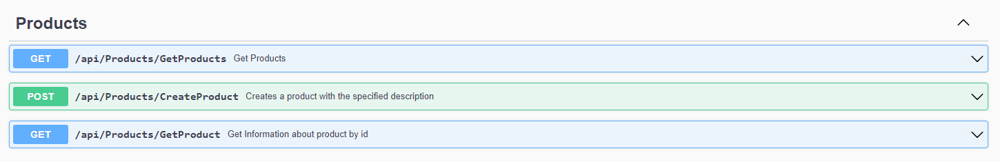 Products
GET /api/Products/GetProducts Get Products
POST /api/Products/CreateProduct Creates a product with the specified description
GET /api/Products/GetProduct Get Information about product by id